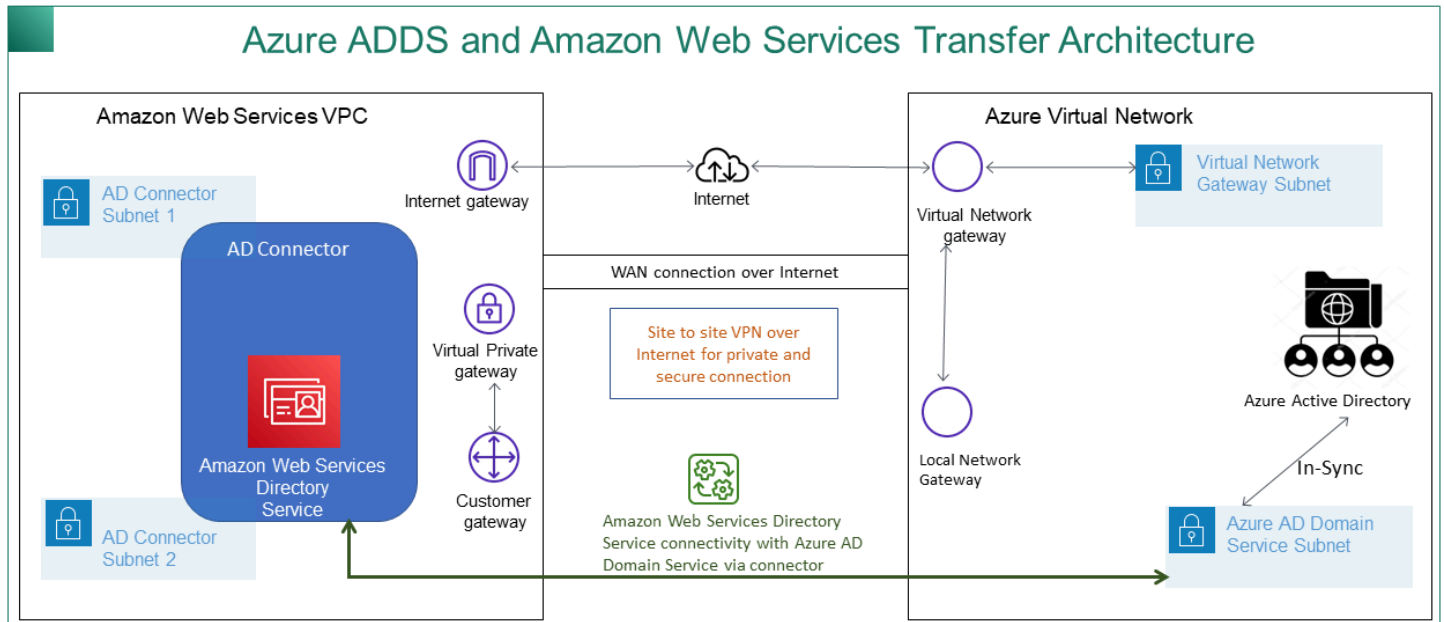 Azure ADDS and Amazon Web Services Transfer Architecture
Amazon Web Services VPC
AD Connector
Subnet 1
AD Connector
Amazon Web Services
Directory
Service
AD Connector
Subnet 2
Internet gateway
Virtual Private
gateway
Customer
gateway
Internet
WAN connection over Internet
Site to site VPN over
Internet for private and
secure connection
Amazon Web Services Directory
Service connectivity with Azure AD
Domain Service via connector
Azure Virtual Network
Virtual Network
gateway
Virtual Network
Gateway Subnet
Local Network
Gateway
Azure Active Directory
In-Sync
Azure AD Domain
Service Subnet